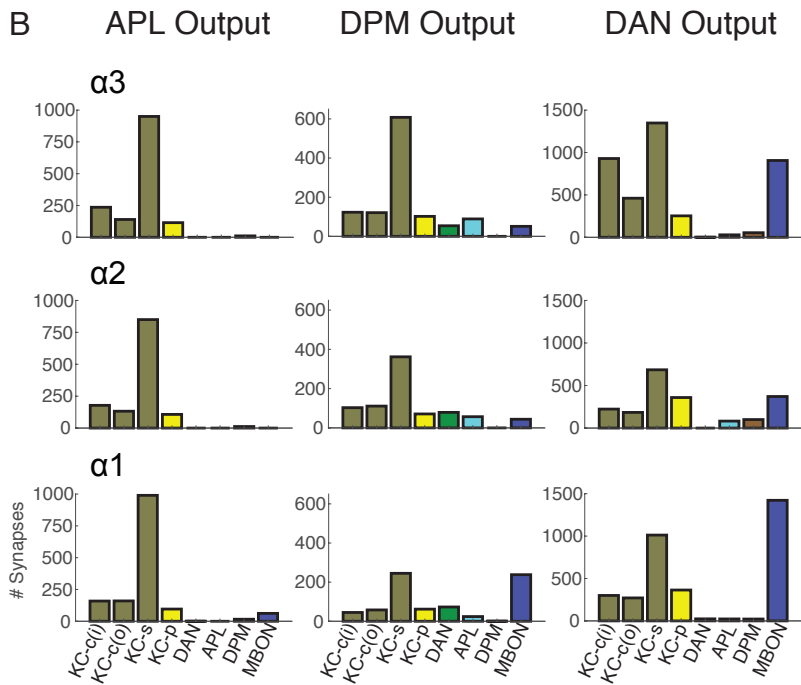 B
APL Output
DPM Output
DAN Output
α3
1000
750
500
250
0
600
400
200
0
1500
1000
500
0
α2
1000
750
500
250
0
600
400
200
0
1500
1000
500
0
α1
1000
750
500
250
0
600
400
200
0
1500
1000
500
0
# Synapses
KC-c(i)
KC-c(o)
KC-s
KC-p
DAN
APL
DPM
MBON
KC-c(i)
KC-c(o)
KC-s
KC-p
DAN
APL
DPM
MBON
KC-c(i)
KC-c(o)
KC-s
KC-p
DAN
APL
DPM
MBON